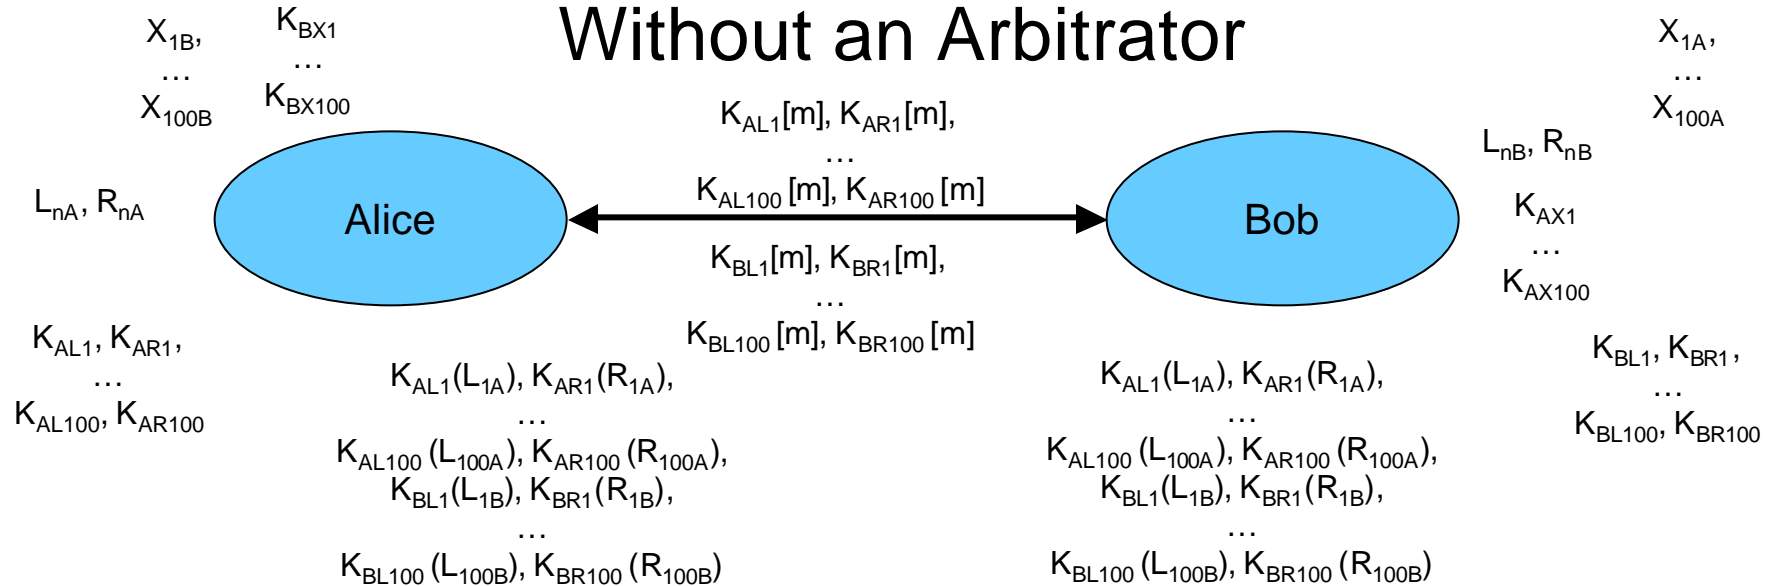 Without an Arbitrator
X1B,
…
X100B
KBX1
…
KBX100
LnA, RnA
Alice
KAL1, KAR1,
…
KAL100, KAR100
KAL1[m], KAR1[m],
…
KAL100 [m], KAR100 [m]
KBL1[m], KBR1[m],
…
KBL100 [m], KBR100 [m]
KAL1(L1A), KAR1(R1A),
…
KAL100 (L100A), KAR100 (R100A),
KBL1(L1B), KBR1(R1B),
…
KBL100 (L100B), KBR100 (R100B)
X1A,
…
X100A
LnB, RnB
Bob
KAX1
…
KAX100
KBL1, KBR1,
…
KBL100, KBR100
KAL1(L1A), KAR1(R1A),
…
KAL100 (L100A), KAR100 (R100A),
KBL1(L1B), KBR1(R1B),
…
KBL100 (L100B), KBR100 (R100B)